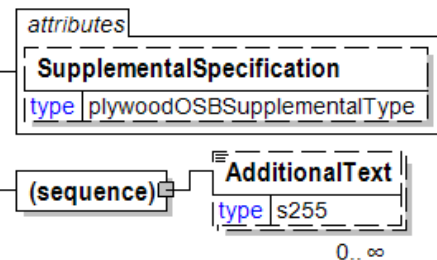 attributes
SupplementalSpecification
type plywoodOSBSupplementalType
(sequence)
AdditionalText
type s255
0..∞